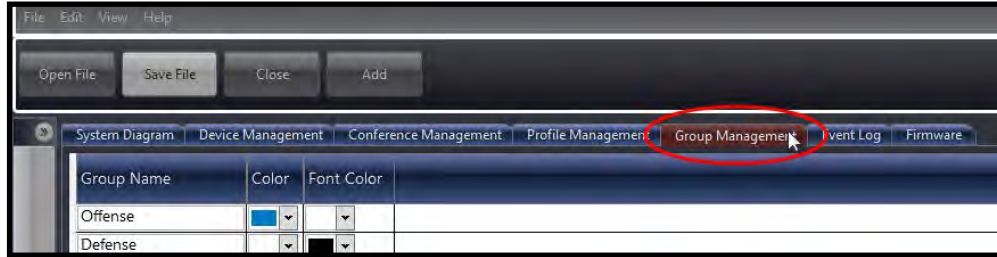 File Edit View Help
Open File Save File Close Add
System Diagram Device Management Conference Management Profile Management Group Management Event Log Firmware
Group Name Color Font Color
Offense
Defense